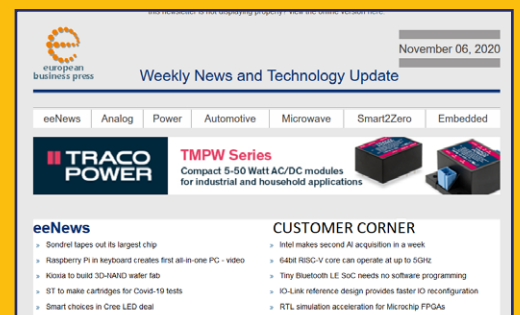 this newsletter is not displaying properly? view the online version here.
november 06, 2020
european
business press
Weekly News and Technology Update
eeNews Analog Power Automotive Microwave Smart2Zero Embedded
TRACO
POWER
TMPW Series
Compact 5-50 Watt AC/DC modules
for industrial and household applications
eeNews
Sondrel tapes out its largest chip
Raspberry Pi in keyboard creates first all-in-one PC - video
Kioxia to build 3D-NAND wafer fab
ST to make cartridges for Covid-19 tests
Smart choices in Cree LED deal
CUSTOMER CORNER
Intel makes second AI acquisition in a week
64bit RISC-V core can operate at up to 5GHz
Tiny Bluetooth LE SoC needs no software programming
IO-Link reference design provides faster IO reconfiguration
RTL simulation acceleration for Microchip FPGAs